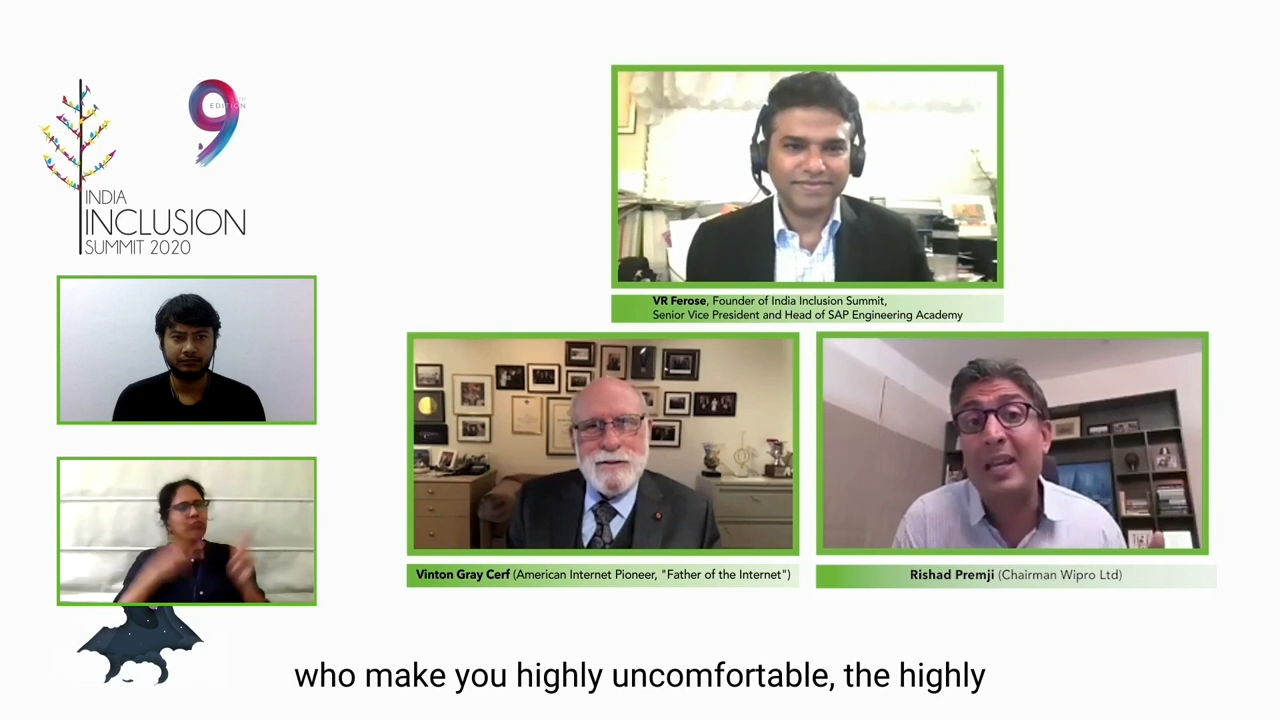 9
EDITION
INDIA
INCLUSION
SUMMIT 2020
VR Ferose, Founder of India Inclusion Summit,
Senior Vice President and Head of SAP Engineering Academy
Vinton Gray Cerf (American Internet Pioneer, "Father of the Internet")
Rishad Premji (Chairman Wipro Ltd)
who make you highly uncomfortable, the highly